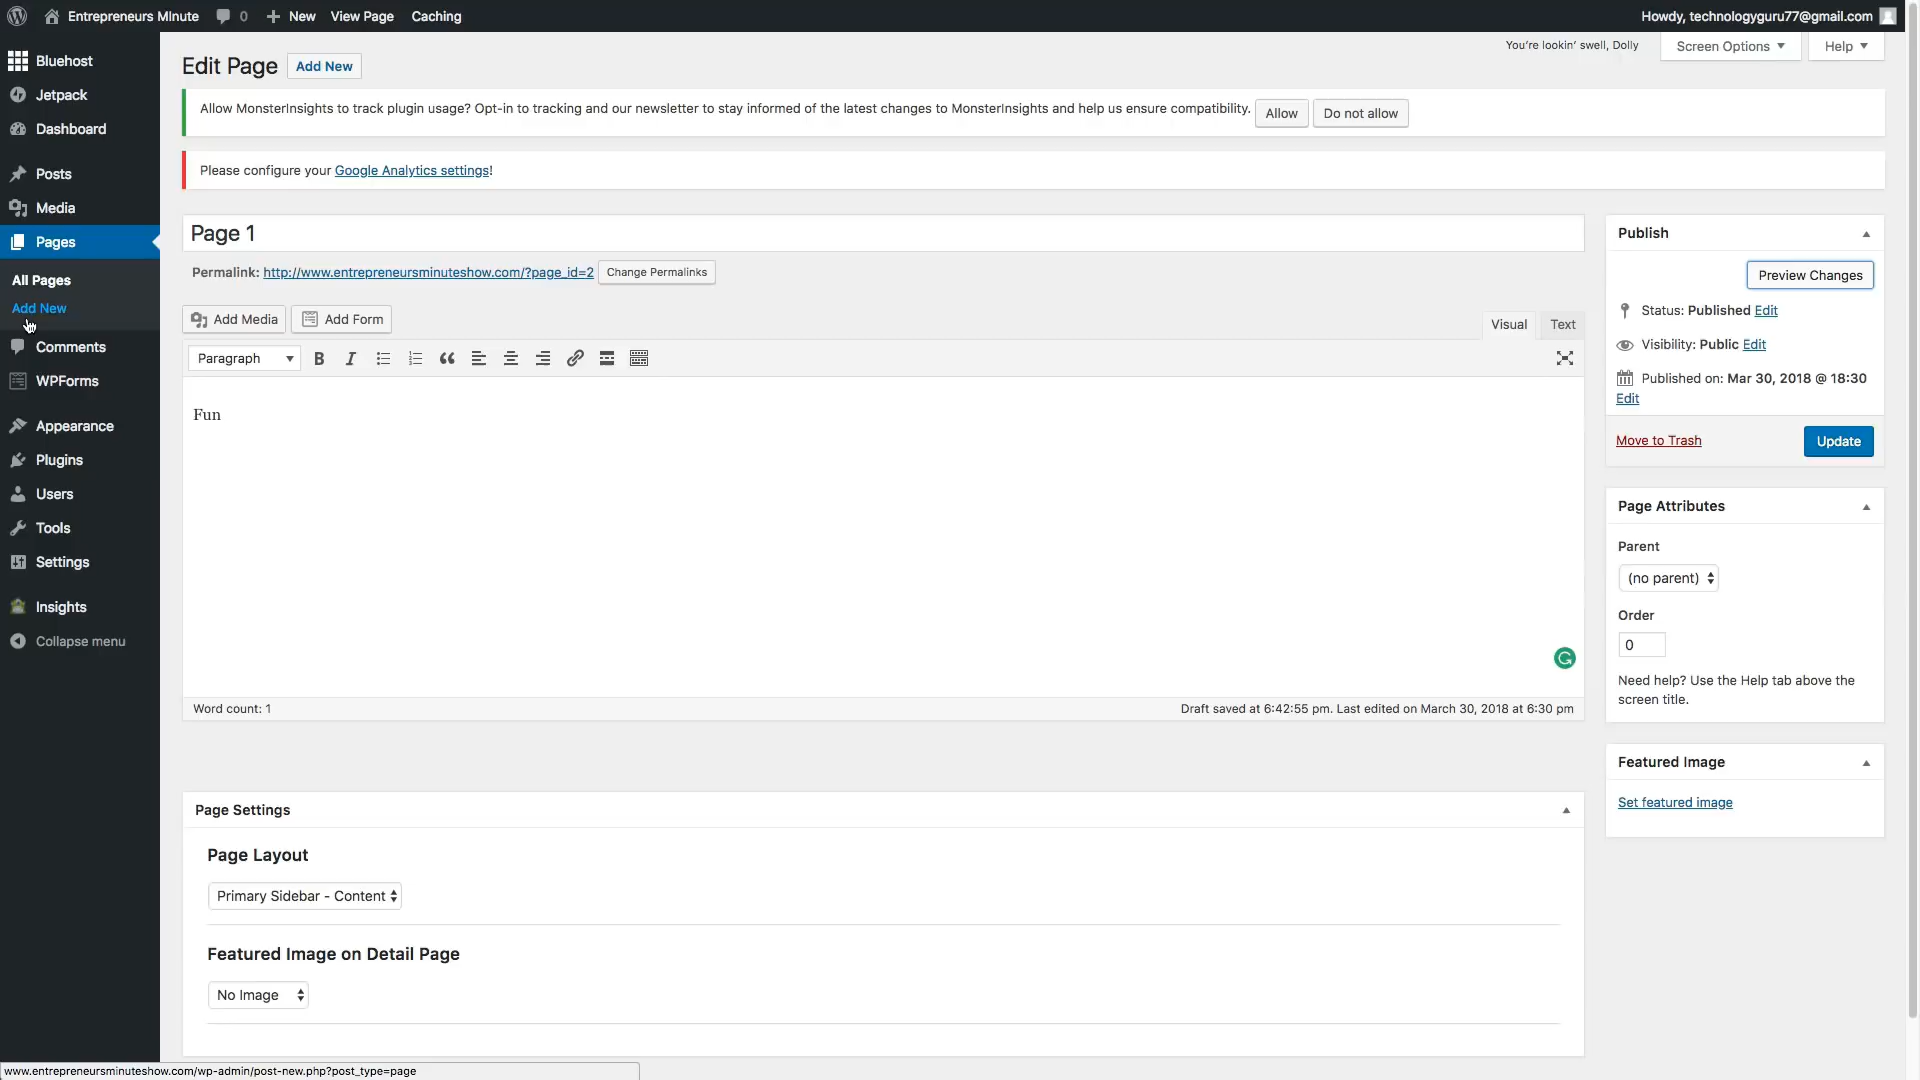 Entrepreneurs Minute 0 New View Page Caching Howdy, technologyguru77@gmail.com
Bluehost
Jetpack
Dashboard
Posts
Media
Pages
All Pages
Add New
Comments
WPForms
Appearance
Plugins
Users
Tools
Settings
Insights
Collapse menu
You're lookin' swell, Dolly Screen Options Help
Edit Page Add New
Allow MonsterInsights to track plugin usage? Opt-in to tracking and our newsletter to stay informed of the latest changes to MonsterInsights and help us ensure compatibility. Allow Do not allow
Please configure your Google Analytics settings!
Page 1
Permalink: http://www.entrepreneursminuteshow.com/?page_id=2 Change Permalinks
Add Media Add Form Visual Text
Paragraph B I
Fun
Word count: 1 Draft saved at 6:42:55 pm. Last edited on March 30, 2018 at 6:30 pm
Page Settings
Page Layout
Primary Sidebar - Content
Featured Image on Detail Page
No Image
Publish
Preview Changes
Status: Published Edit
Visibility: Public Edit
Published on: Mar 30, 2018 @ 18:30
Edit
Move to Trash Update
Page Attributes
Parent
(no parent)
Order
0
Need help? Use the Help tab above the
screen title.
Featured Image
Set featured image
www.entrepreneursminuteshow.com/wp-admin/post-new.php?post_type=page